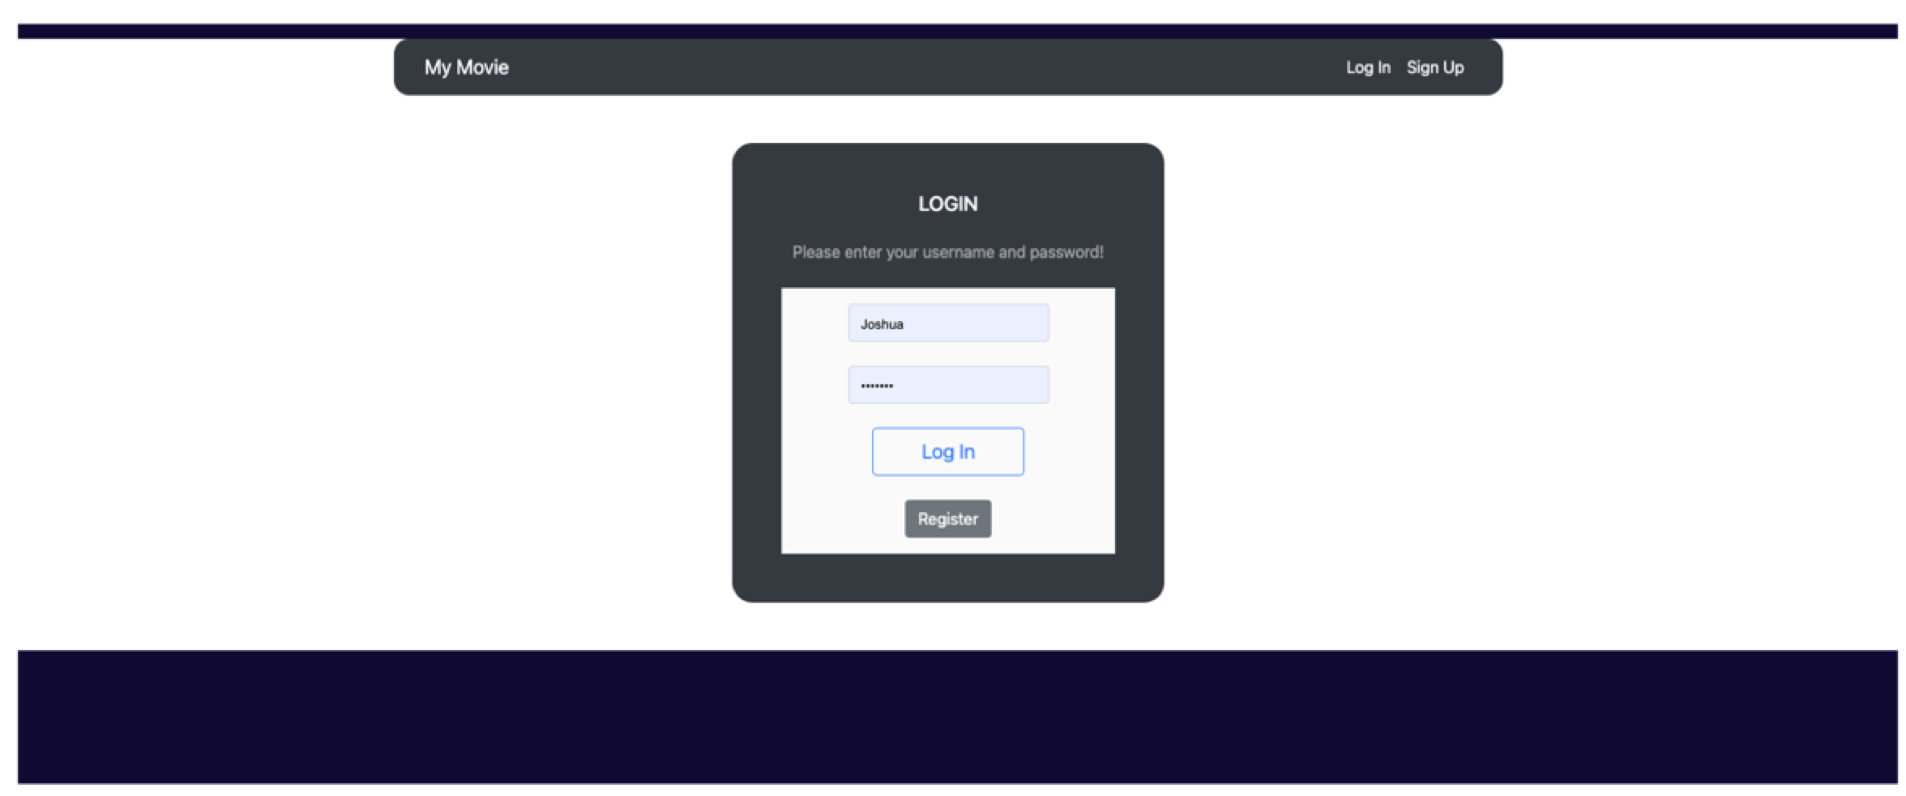 My Movie
Log In Sign Up
LOGIN
Please enter your username and password!
Joshua
•••••••
Log In
Register